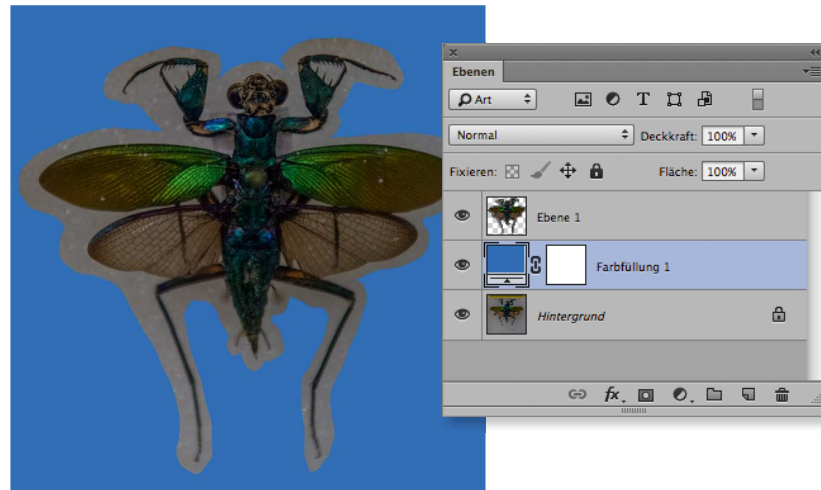 Ebenen
Art
Normal Deckkraft: 100%
Fixieren: Fläche: 100%
Ebene 1
Farbfüllung 1
Hintergrund
fx